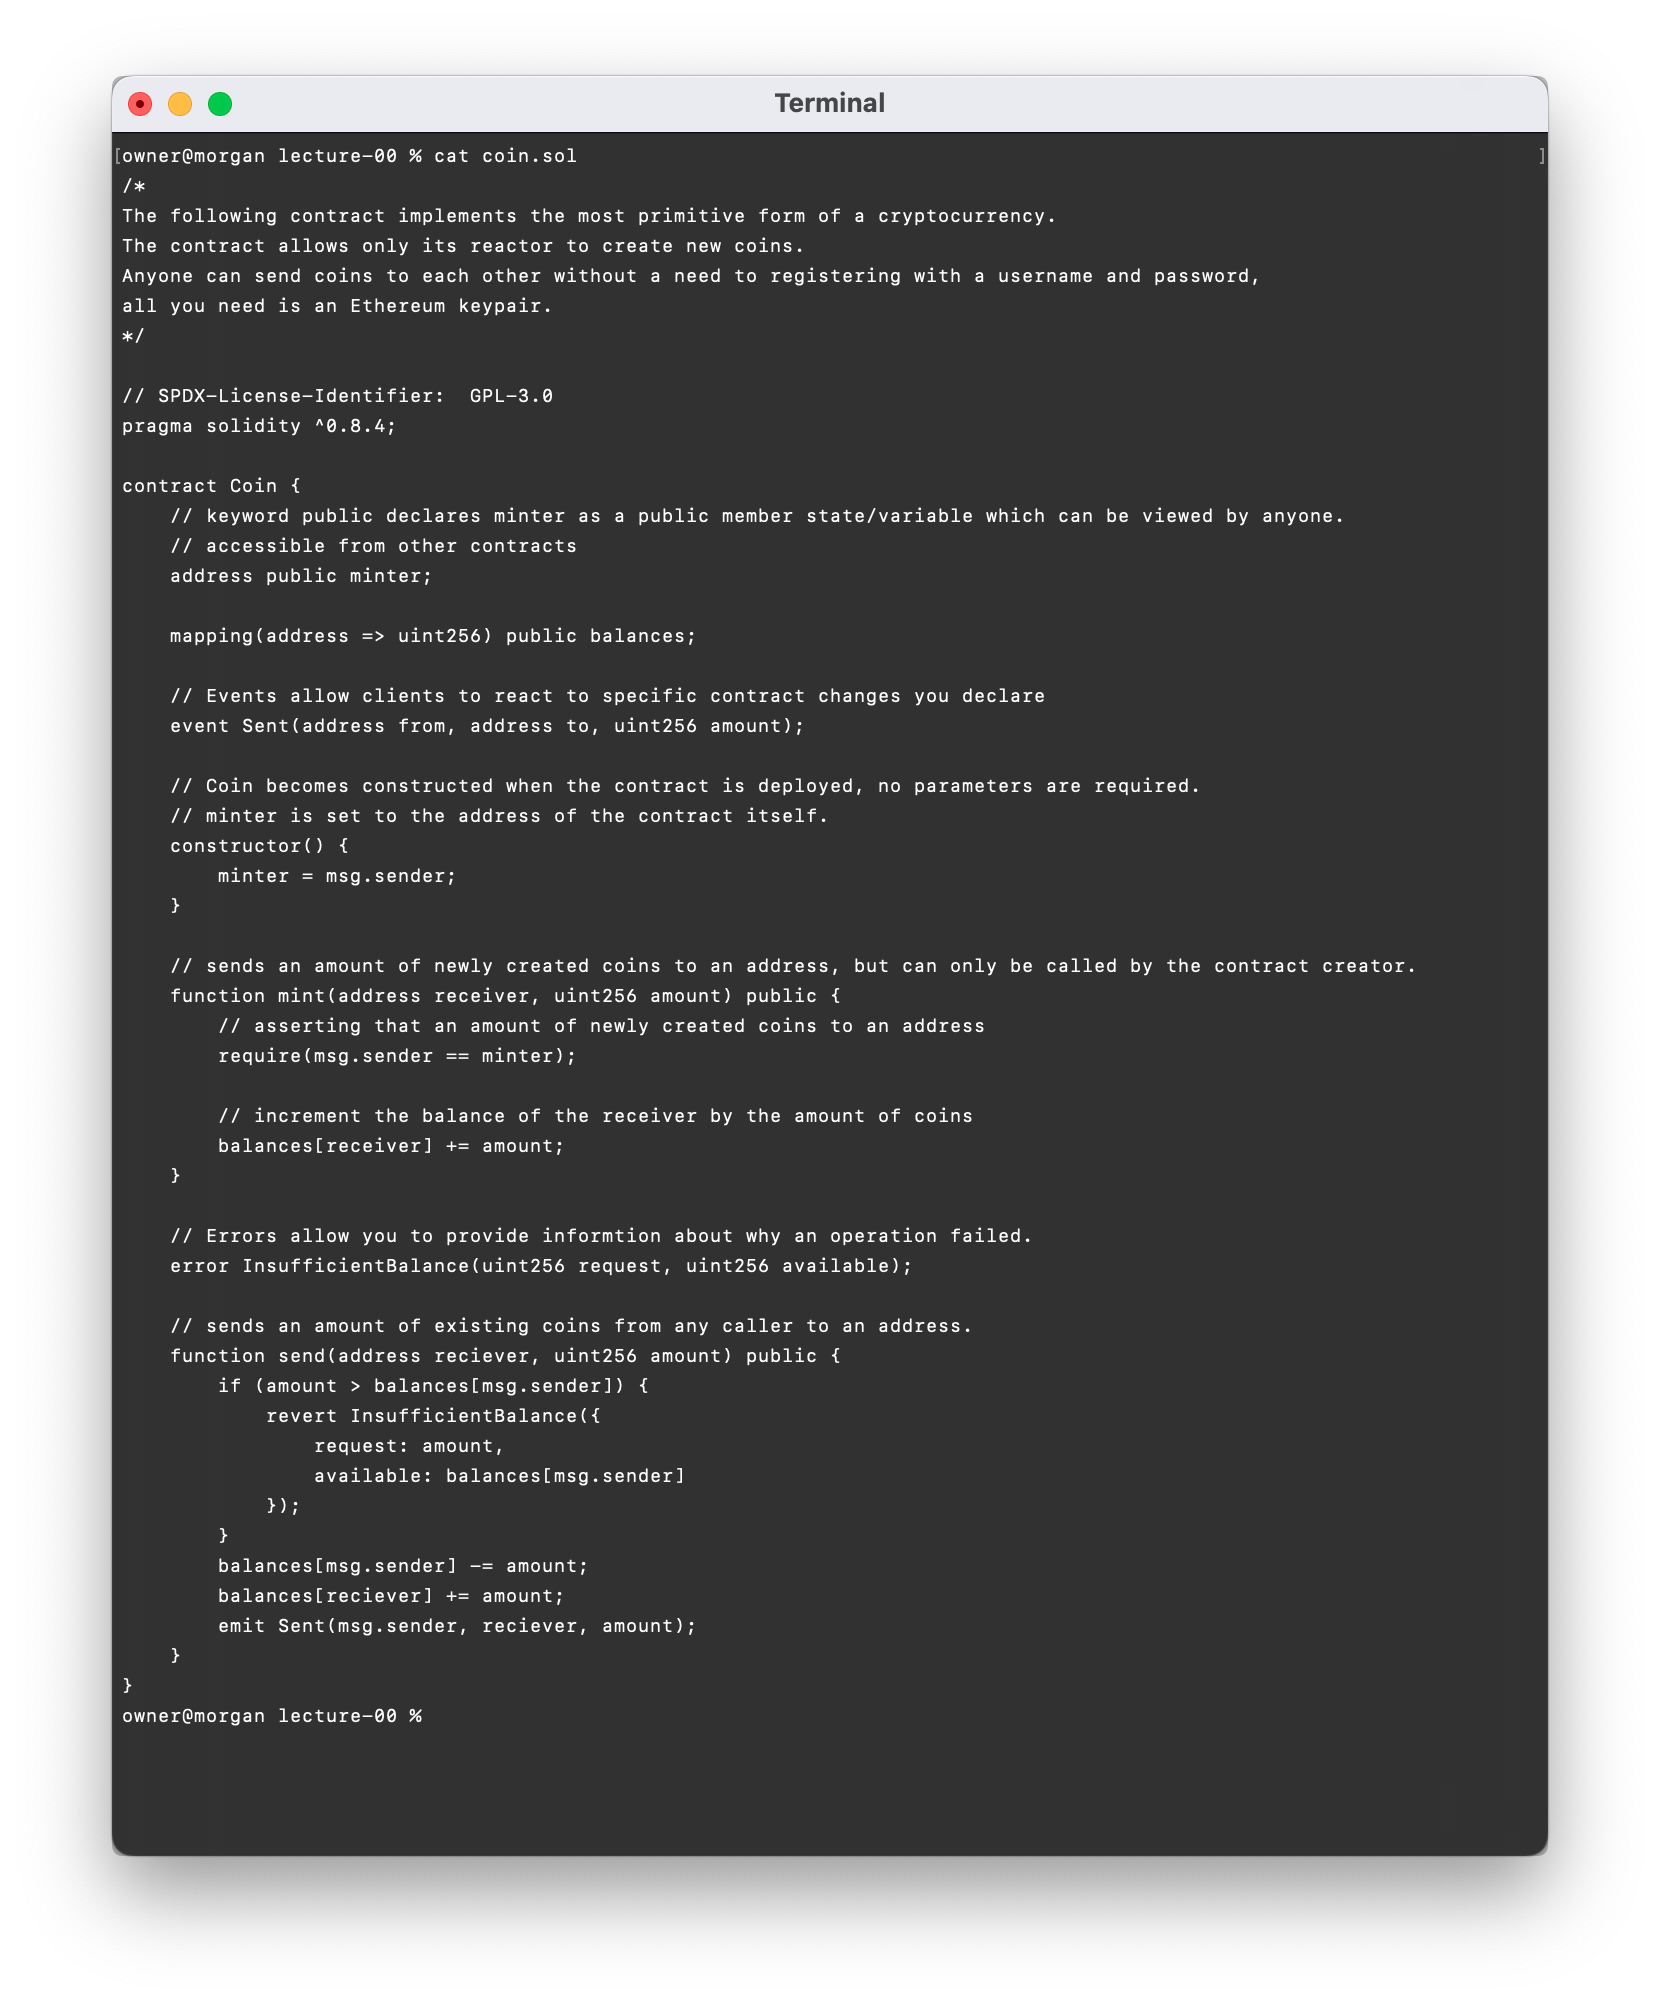 Terminal
[owner@morgan lecture-00 % cat coin.sol ]
/*
The following contract implements the most primitive form of a cryptocurrency.
The contract allows only its reactor to create new coins.
Anyone can send coins to each other without a need to registering with a username and password,
all you need is an Ethereum keypair.
*/

// SPDX-License-Identifier:  GPL-3.0
pragma solidity ^0.8.4;

contract Coin {
    // keyword public declares minter as a public member state/variable which can be viewed by anyone.
    // accessible from other contracts
    address public minter;

    mapping(address => uint256) public balances;

    // Events allow clients to react to specific contract changes you declare
    event Sent(address from, address to, uint256 amount);

    // Coin becomes constructed when the contract is deployed, no parameters are required.
    // minter is set to the address of the contract itself.
    constructor() {
        minter = msg.sender;
    }

    // sends an amount of newly created coins to an address, but can only be called by the contract creator.
    function mint(address receiver, uint256 amount) public {
        // asserting that an amount of newly created coins to an address
        require(msg.sender == minter);

        // increment the balance of the receiver by the amount of coins
        balances[receiver] += amount;
    }

    // Errors allow you to provide informtion about why an operation failed.
    error InsufficientBalance(uint256 request, uint256 available);

    // sends an amount of existing coins from any caller to an address.
    function send(address reciever, uint256 amount) public {
        if (amount > balances[msg.sender]) {
            revert InsufficientBalance({
                request: amount,
                available: balances[msg.sender]
            });
        }
        balances[msg.sender] -= amount;
        balances[reciever] += amount;
        emit Sent(msg.sender, reciever, amount);
    }
}
owner@morgan lecture-00 %